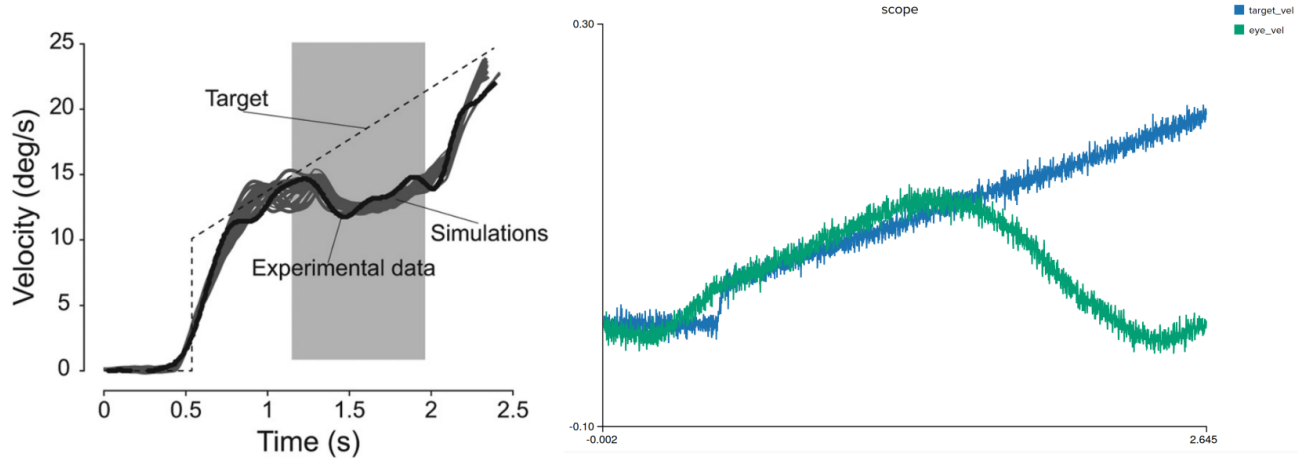 25
20
15
10
5
0
Velocity (deg/s)
Target
Simulations
Experimental data
0
0.5
1
1.5
2
2.5
Time (s)
scope
target_vel
eye_vel
0.30
-0.10
-0.002
2.645